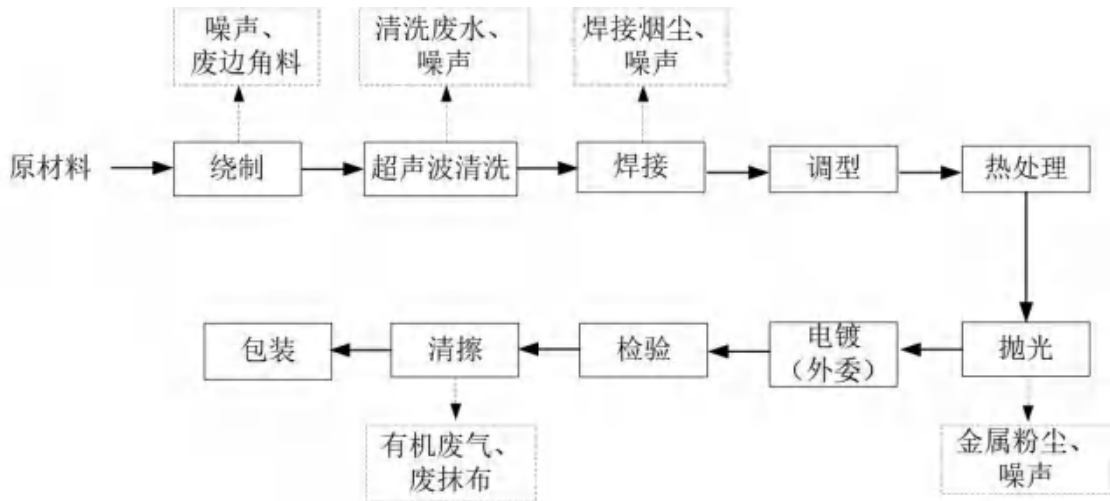 噪声、
废边角料
清洗废水、
噪声
焊接烟尘、
噪声
原材料
绕制
超声波清洗
焊接
调型
热处理
包装
清擦
检验
电镀
（外委）
抛光
有机废气、
废抹布
金属粉尘、
噪声